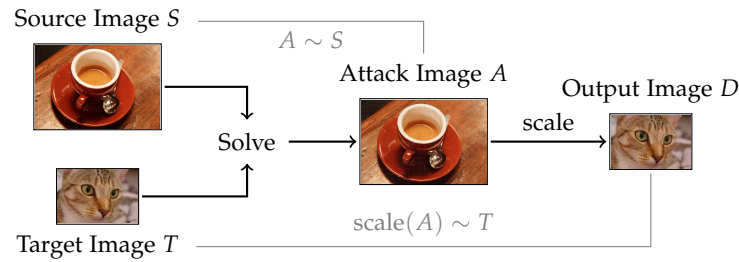 Source Image S
A ∼ S
Attack Image A
Output Image D
Solve
scale
scale(A) ∼ T
Target Image T